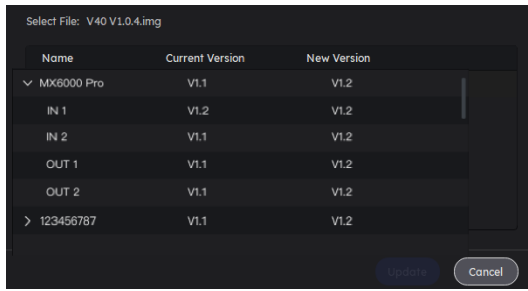 Select File: V40 V1.0.4.img
Name Current Version New Version
MX6000 Pro V1.1 V1.2
IN 1 V1.2 V1.2
IN 2 V1.1 V1.2
OUT 1 V1.1 V1.2
OUT 2 V1.1 V1.2
123456787 V1.1 V1.2
Update Cancel